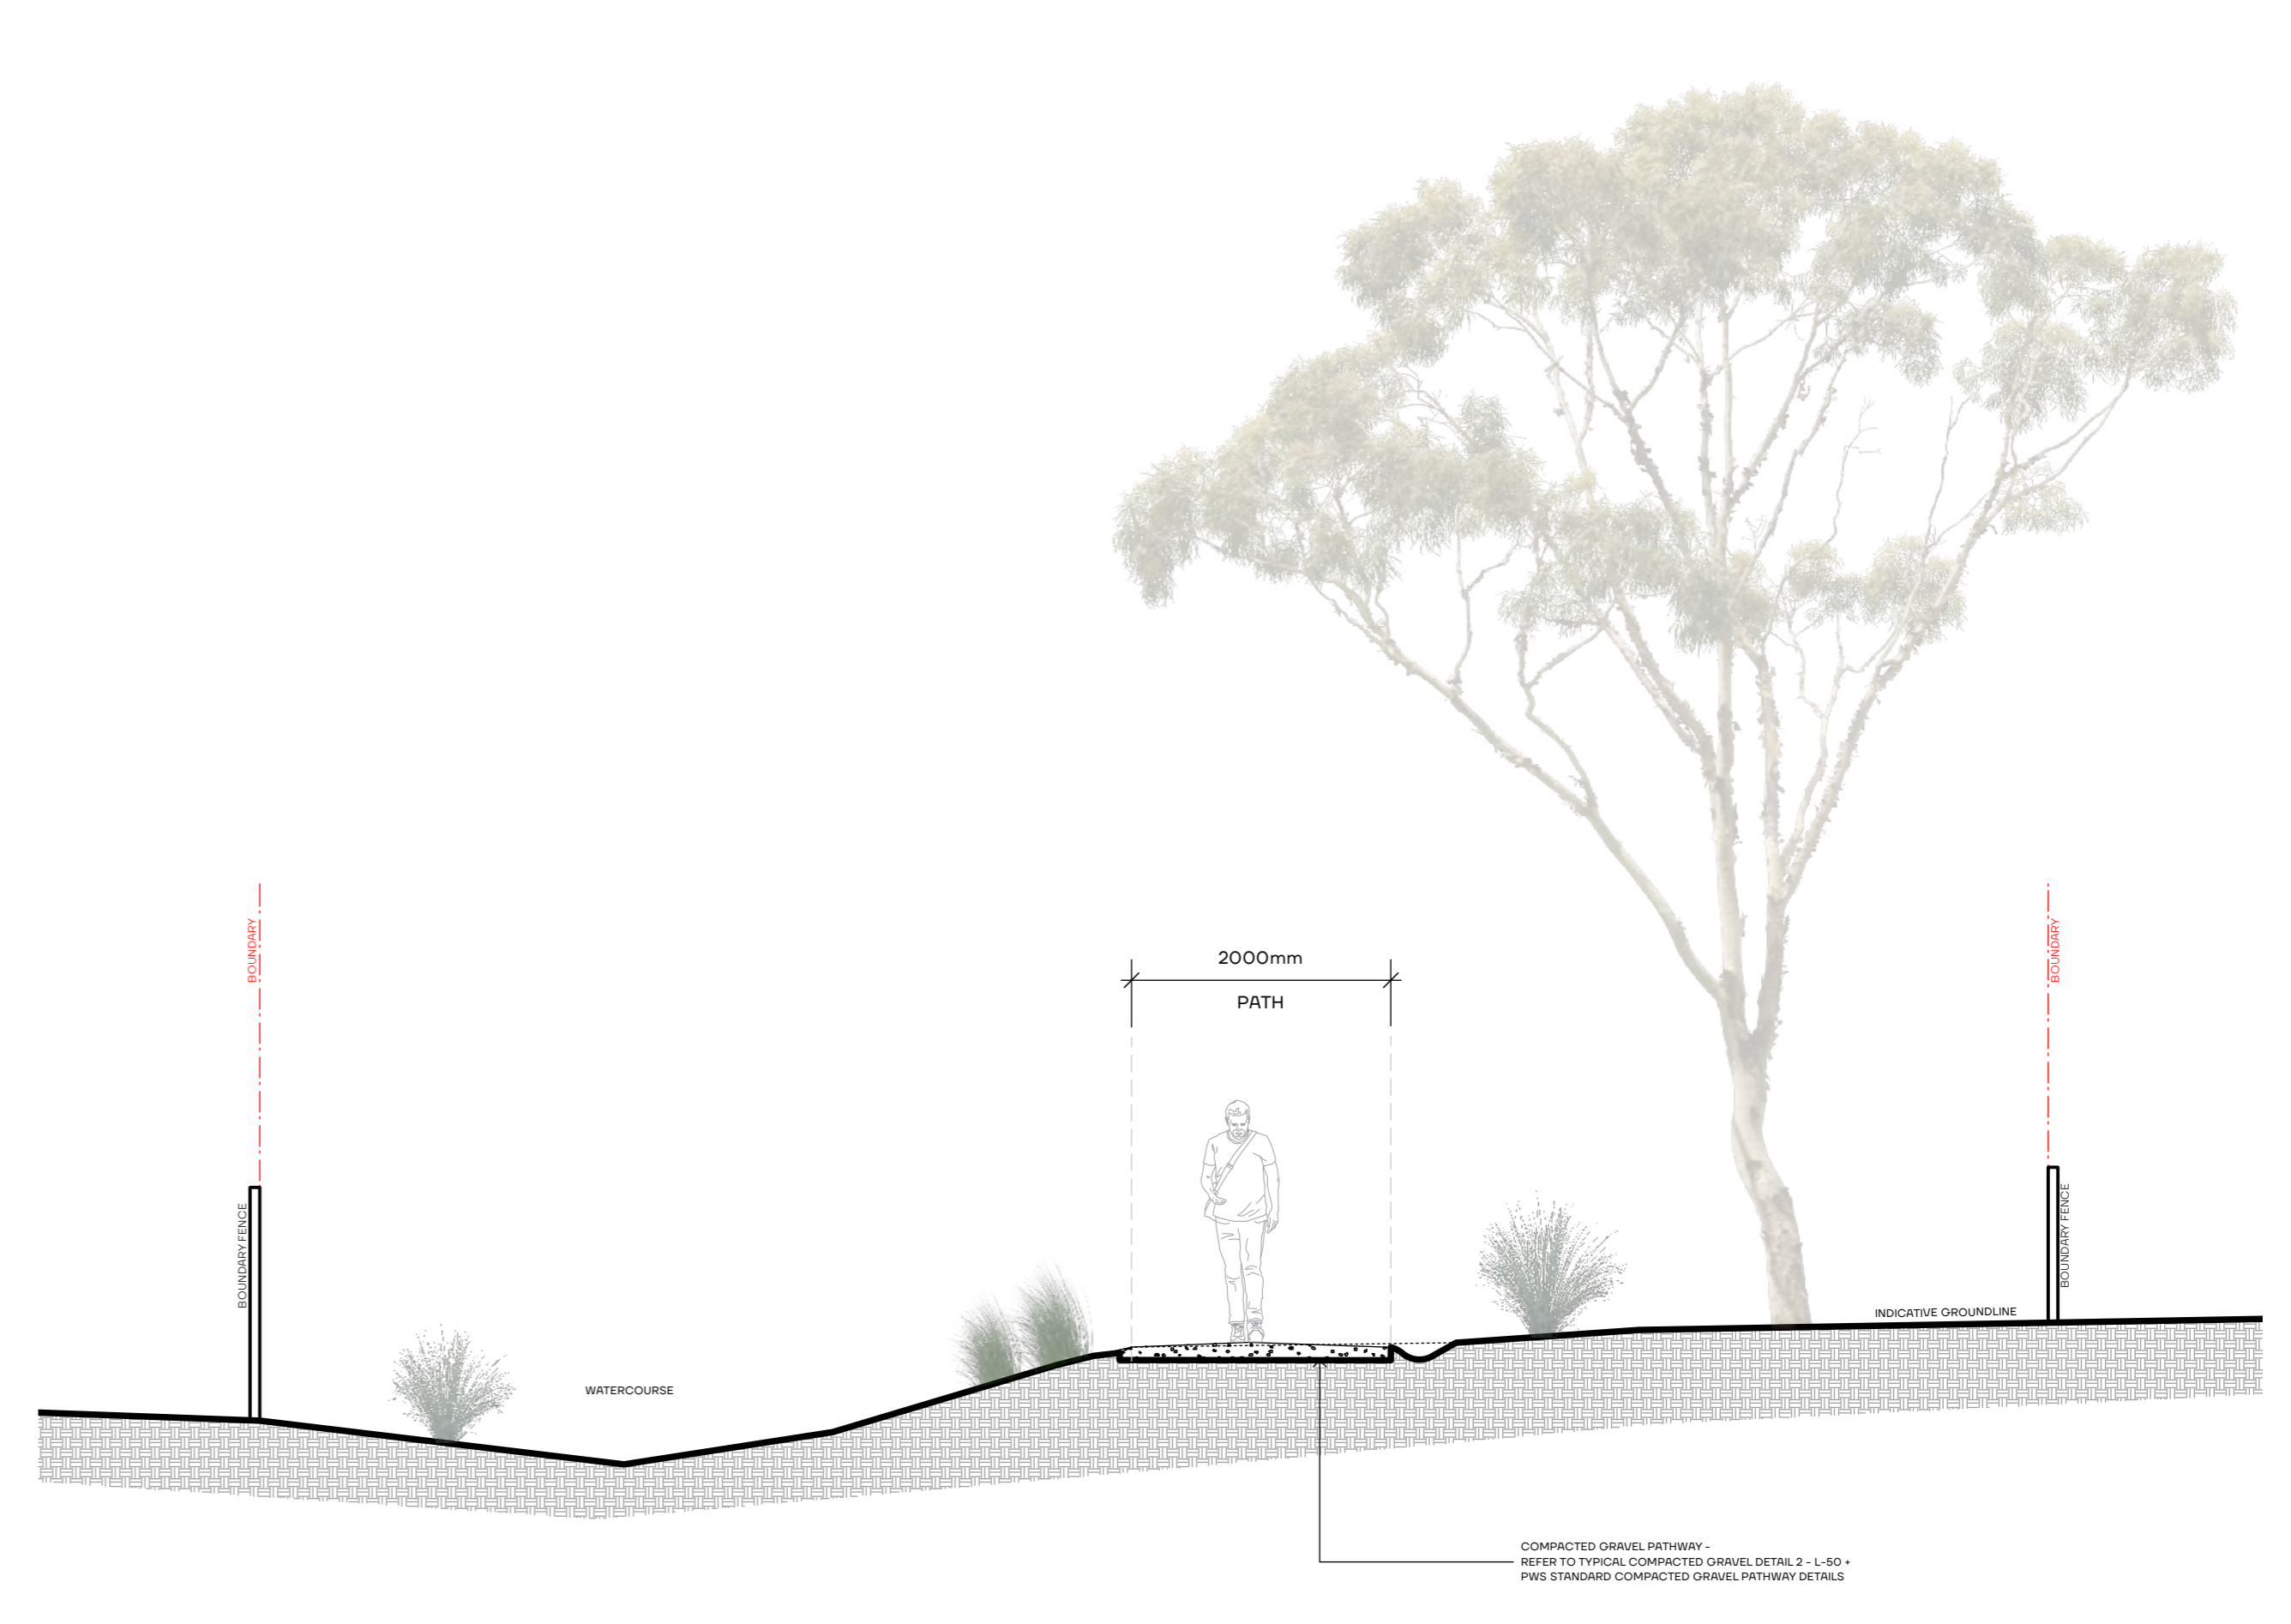 BOUNDARY
BOUNDARY
2000mm
PATH
BOUNDARY FENCE
BOUNDARY FENCE
INDICATIVE GROUNDLINE
WATERCOURSE
COMPACTED GRAVEL PATHWAY -
REFER TO TYPICAL COMPACTED GRAVEL DETAIL 2 - L-50 +
PWS STANDARD COMPACTED GRAVEL PATHWAY DETAILS